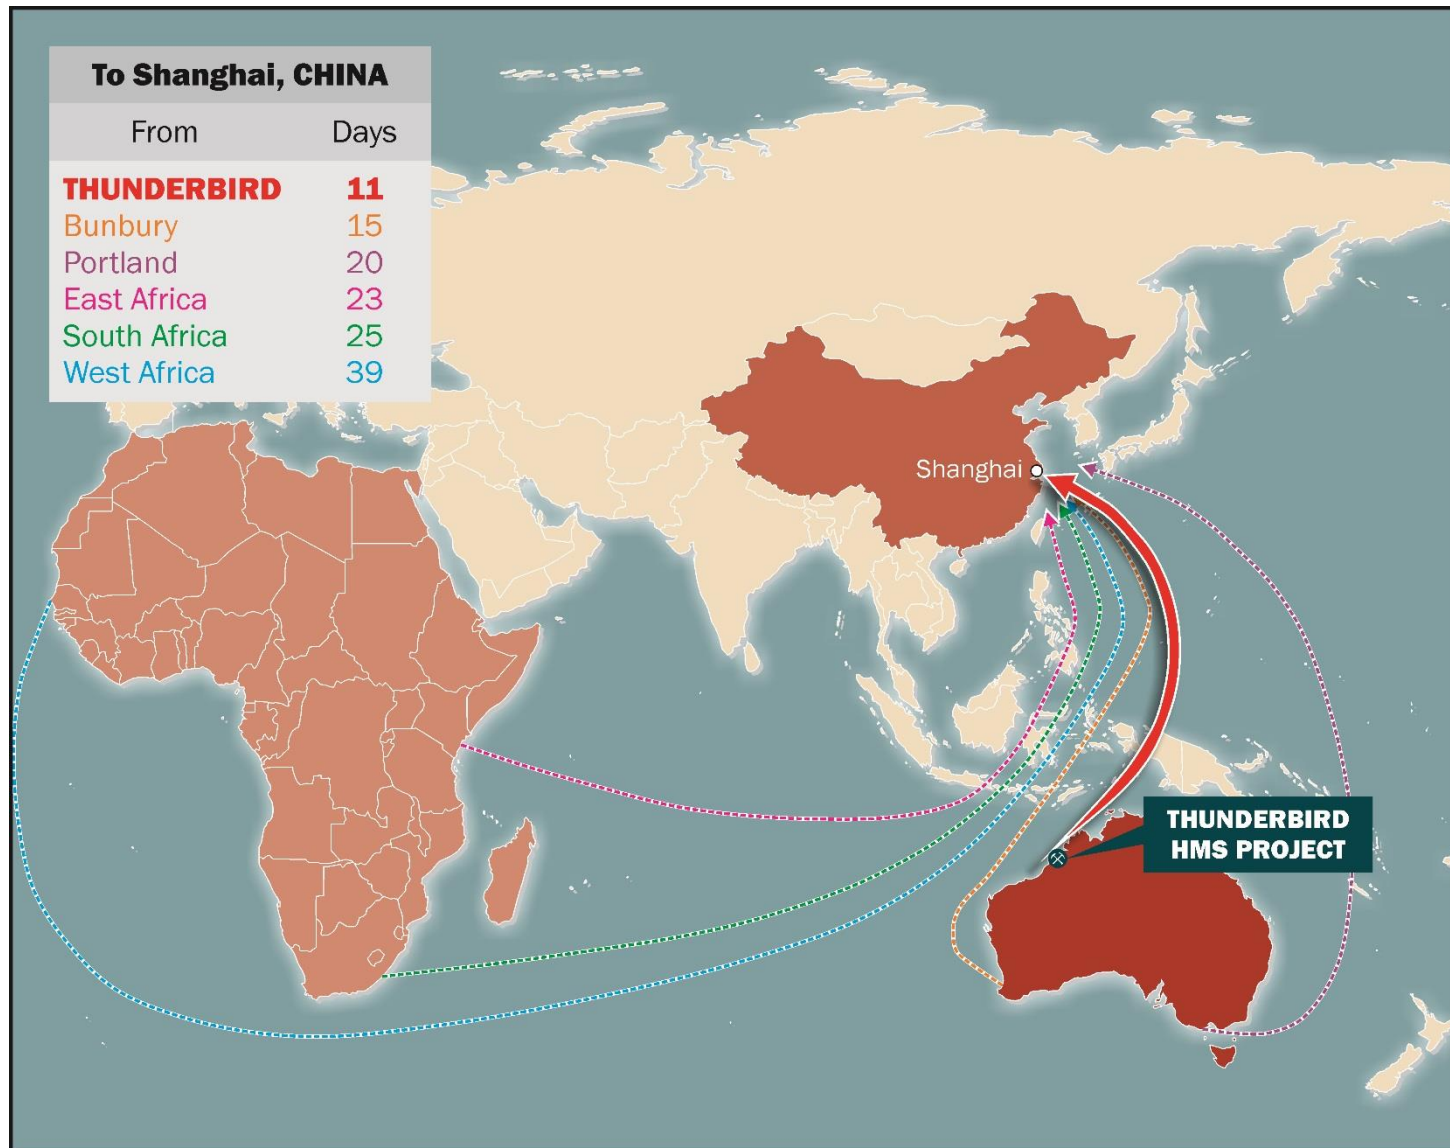 To Shanghai, CHINA
From Days
THUNDERBIRD 11
Bunbury 15
Portland 20
East Africa 23
South Africa 25
West Africa 39
Shanghai
THUNDERBIRD
HMS PROJECT